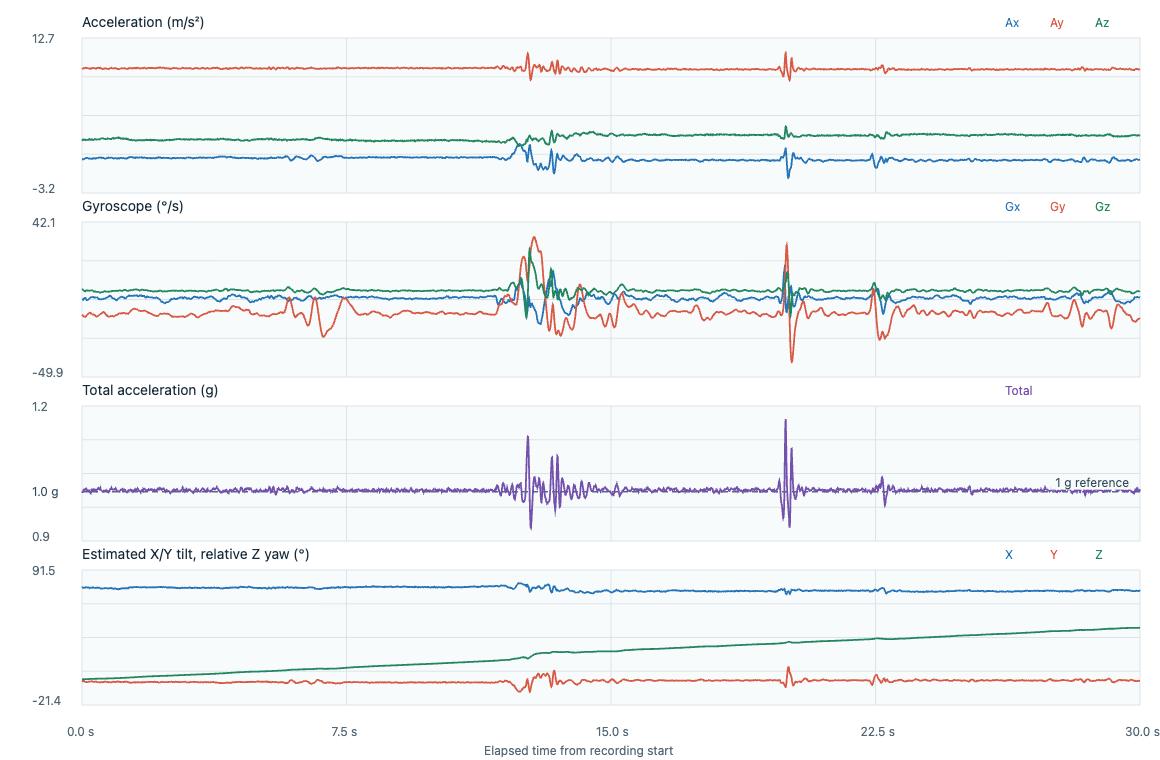 Acceleration (m/s²) Ax Ay Az
12.7
-3.2
Gyroscope (°/s) Gx Gy Gz
42.1
-49.9
Total acceleration (g) Total
1.2
1.0 g
1 g reference
0.9
Estimated X/Y tilt, relative Z yaw (°) X Y Z
91.5
-21.4
0.0 s 7.5 s 15.0 s 22.5 s 30.0 s
Elapsed time from recording start